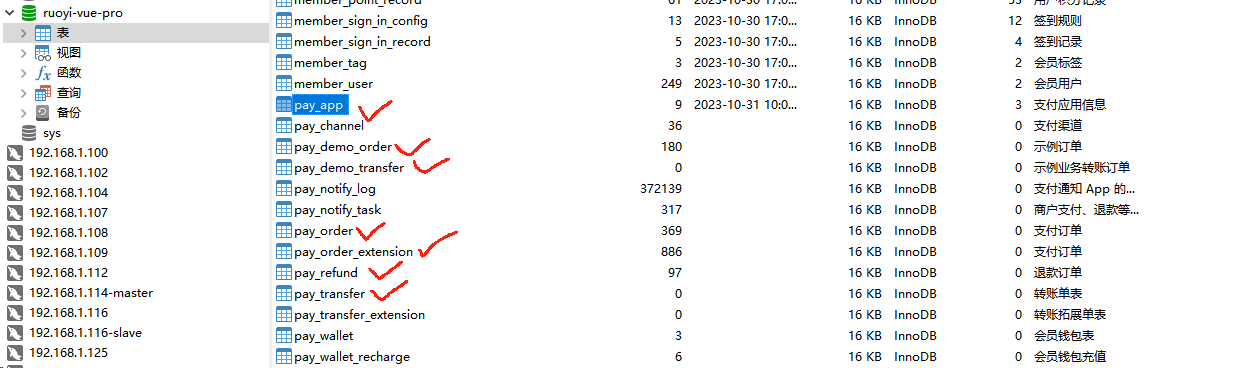 ruoyi-vue-pro
表
视图
函数
查询
备份
sys
192.168.1.100
192.168.1.102
192.168.1.104
192.168.1.107
192.168.1.108
192.168.1.109
192.168.1.112
192.168.1.114-master
192.168.1.116
192.168.1.116-slave
192.168.1.125
member_point_record 61 2023-10-30 17:0... 16 KB InnoDB 53 用户积分记录
member_sign_in_config 13 2023-10-30 17:0... 16 KB InnoDB 12 签到规则
member_sign_in_record 5 2023-10-30 17:0... 16 KB InnoDB 4 签到记录
member_tag 3 2023-10-30 17:0... 16 KB InnoDB 2 会员标签
member_user 249 2023-10-30 17:0... 16 KB InnoDB 2 会员用户
pay_app 9 2023-10-31 10:0... 16 KB InnoDB 3 支付应用信息
pay_channel 36 16 KB InnoDB 0 支付渠道
pay_demo_order 180 16 KB InnoDB 0 示例订单
pay_demo_transfer 0 16 KB InnoDB 0 示例业务转账订单
pay_notify_log 372139 16 KB InnoDB 0 支付通知 App 的...
pay_notify_task 317 16 KB InnoDB 0 商户支付、退款等...
pay_order 369 16 KB InnoDB 0 支付订单
pay_order_extension 886 16 KB InnoDB 0 支付订单
pay_refund 97 16 KB InnoDB 0 退款订单
pay_transfer 0 16 KB InnoDB 0 转账单表
pay_transfer_extension 0 16 KB InnoDB 0 转账拓展单表
pay_wallet 3 16 KB InnoDB 0 会员钱包表
pay_wallet_recharge 6 16 KB InnoDB 0 会员钱包充值